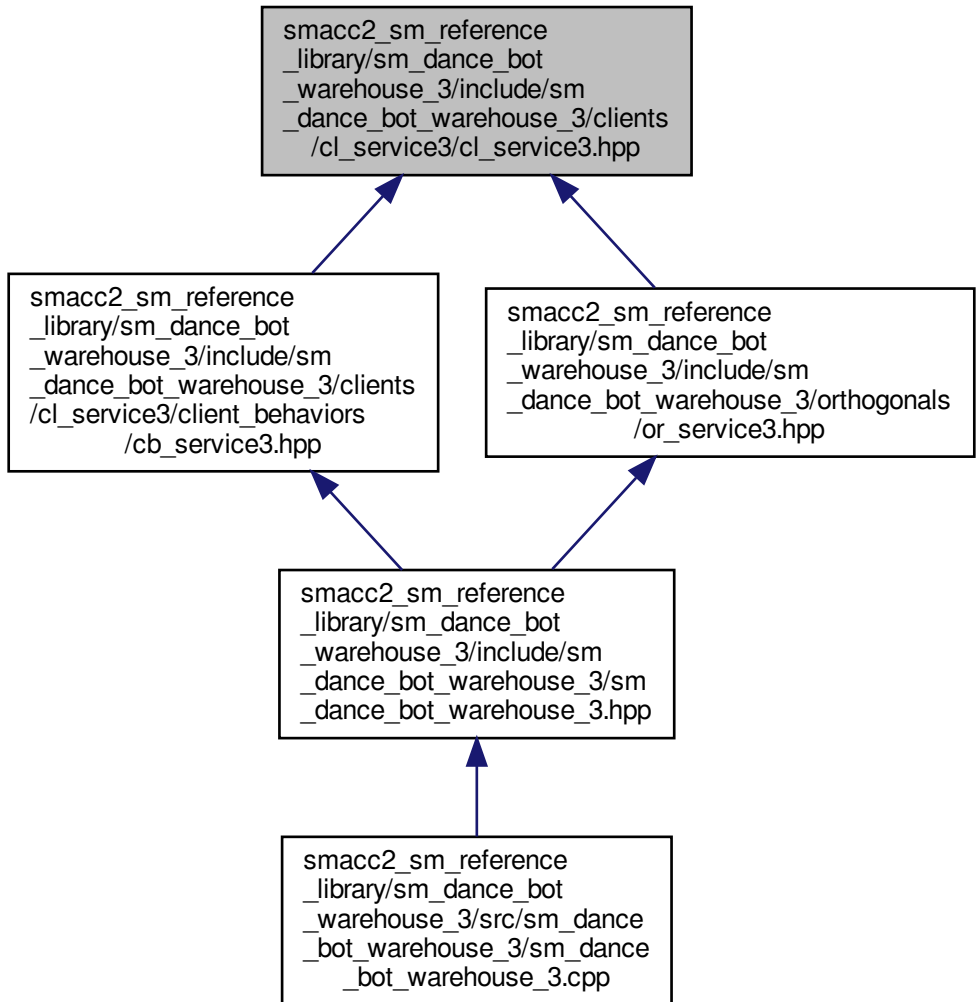 smacc2_sm_reference
_library/sm_dance_bot
_warehouse_3/include/sm
_dance_bot_warehouse_3/clients
/cl_service3/cl_service3.hpp
smacc2_sm_reference
_library/sm_dance_bot
_warehouse_3/include/sm
_dance_bot_warehouse_3/clients
/cl_service3/client_behaviors
/cb_service3.hpp
smacc2_sm_reference
_library/sm_dance_bot
_warehouse_3/include/sm
_dance_bot_warehouse_3/orthogonals
/or_service3.hpp
smacc2_sm_reference
_library/sm_dance_bot
_warehouse_3/include/sm
_dance_bot_warehouse_3/sm
_dance_bot_warehouse_3.hpp
smacc2_sm_reference
_library/sm_dance_bot
_warehouse_3/src/sm_dance
_bot_warehouse_3/sm_dance
_bot_warehouse_3.cpp